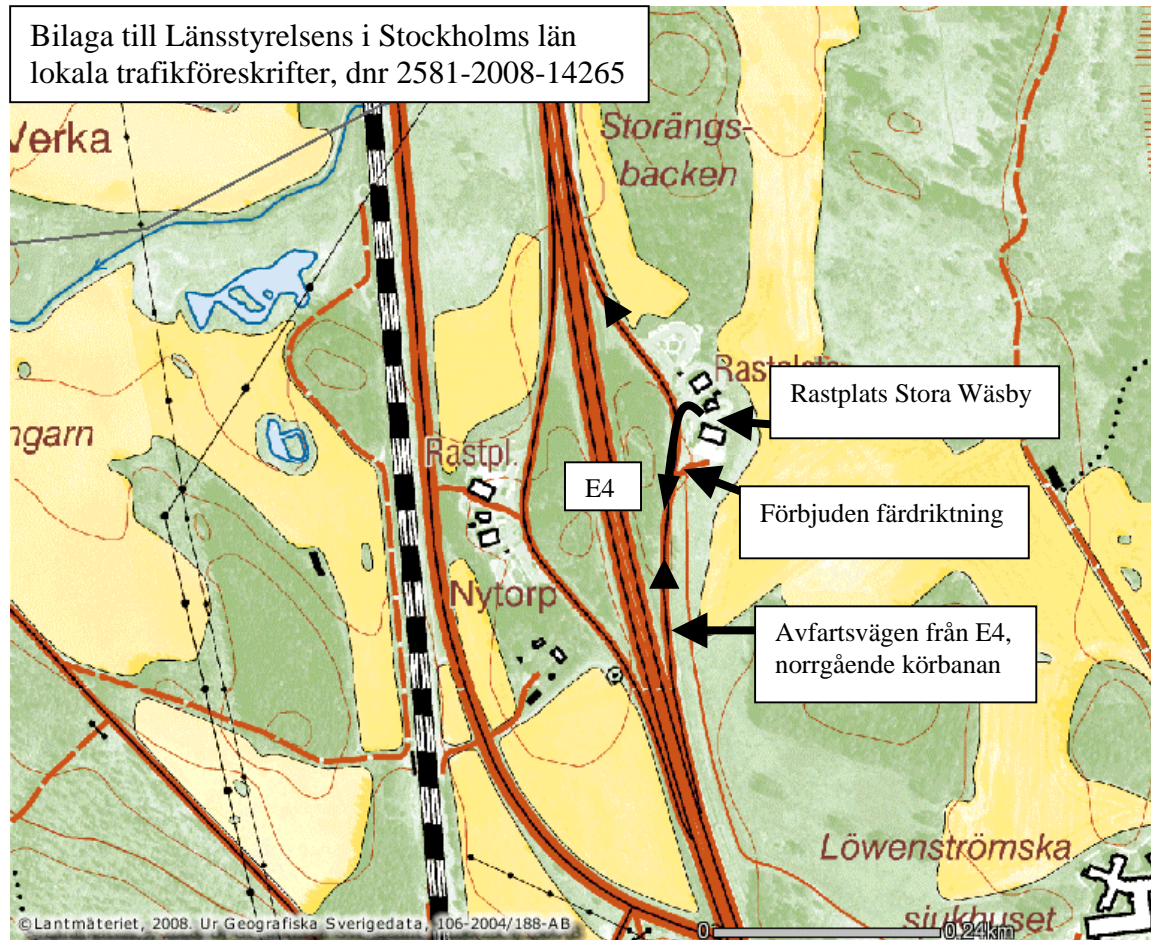 Bilaga till Länsstyrelsens i Stockholms län
lokala trafikföreskrifter, dnr 2581-2008-14265
Verka
Storängs-
backen
Rastplats
Rastplats Stora Wäsby
ngarn
Rastpl.
E4
Förbjuden färdriktning
Nytorp
Avfartsvägen från E4,
norrgående körbanan
Löwenströmska
sjukhuset
©Lantmäteriet, 2008. Ur Geografiska Sverigedata, 106-2004/188-AB
0
0.24km